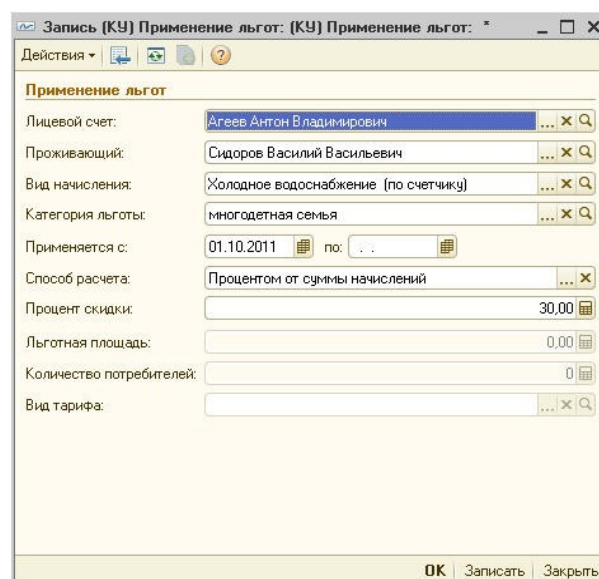 Запись (КУ) Применение льгот: (КУ) Применение льгот: *
Действия
Применение льгот
Лицевой счет: Агеев Антон Владимирович
Проживающий: Сидоров Василий Васильевич
Вид начисления: Холодное водоснабжение (по счетчику)
Категория льготы: многодетная семья
Применяется с: 01.10.2011 по: . .
Способ расчета: Процентом от суммы начислений
Процент скидки: 30,00
Льготная площадь: 0,00
Количество потребителей: 0
Вид тарифа:
OK Записать Закрыть